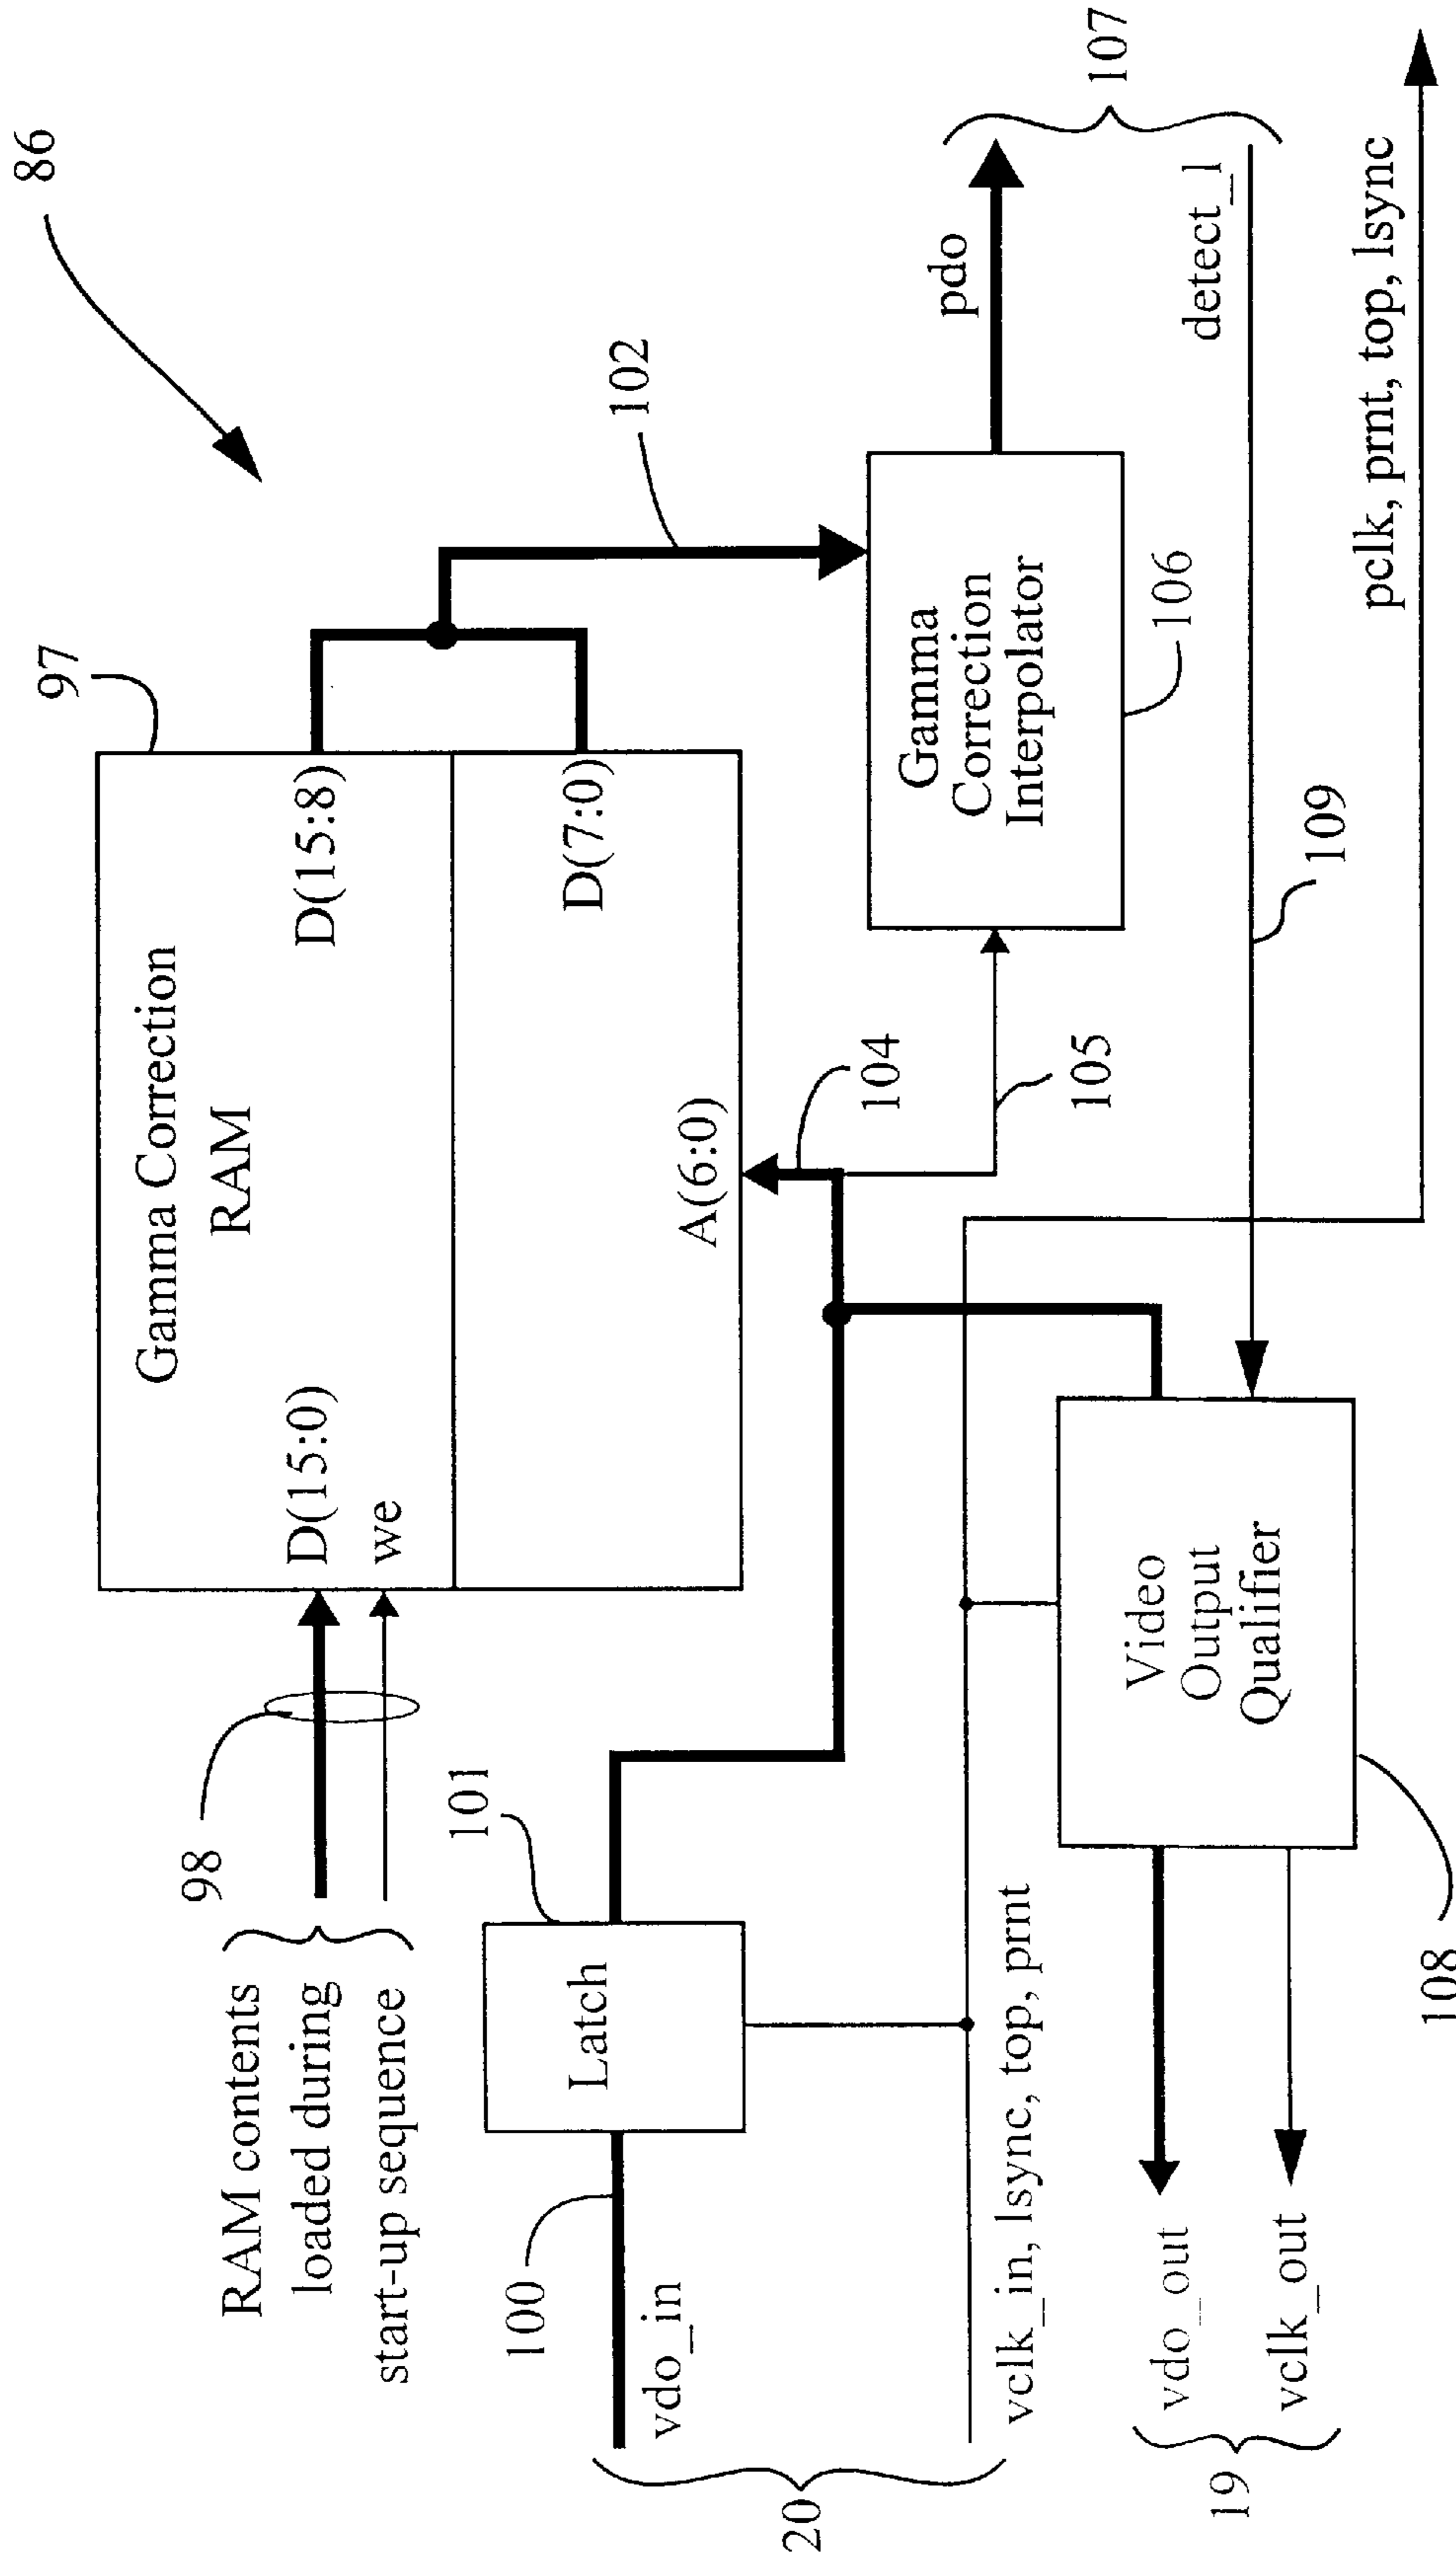 86
97
Gamma Correction
RAM
D(15:0)
we
D(15:8)
D(7:0)
A(6:0)
98
RAM contents
loaded during
start-up sequence
102
101
Latch
100
vdo_in
104
105
Gamma
Correction
Interpolator
106
pdo
107
detect_1
109
20
vclk_in, lsync, top, prnt
Video
Output
Qualifier
108
vdo_out
vclk_out
19
pclk, prnt, top, lsync